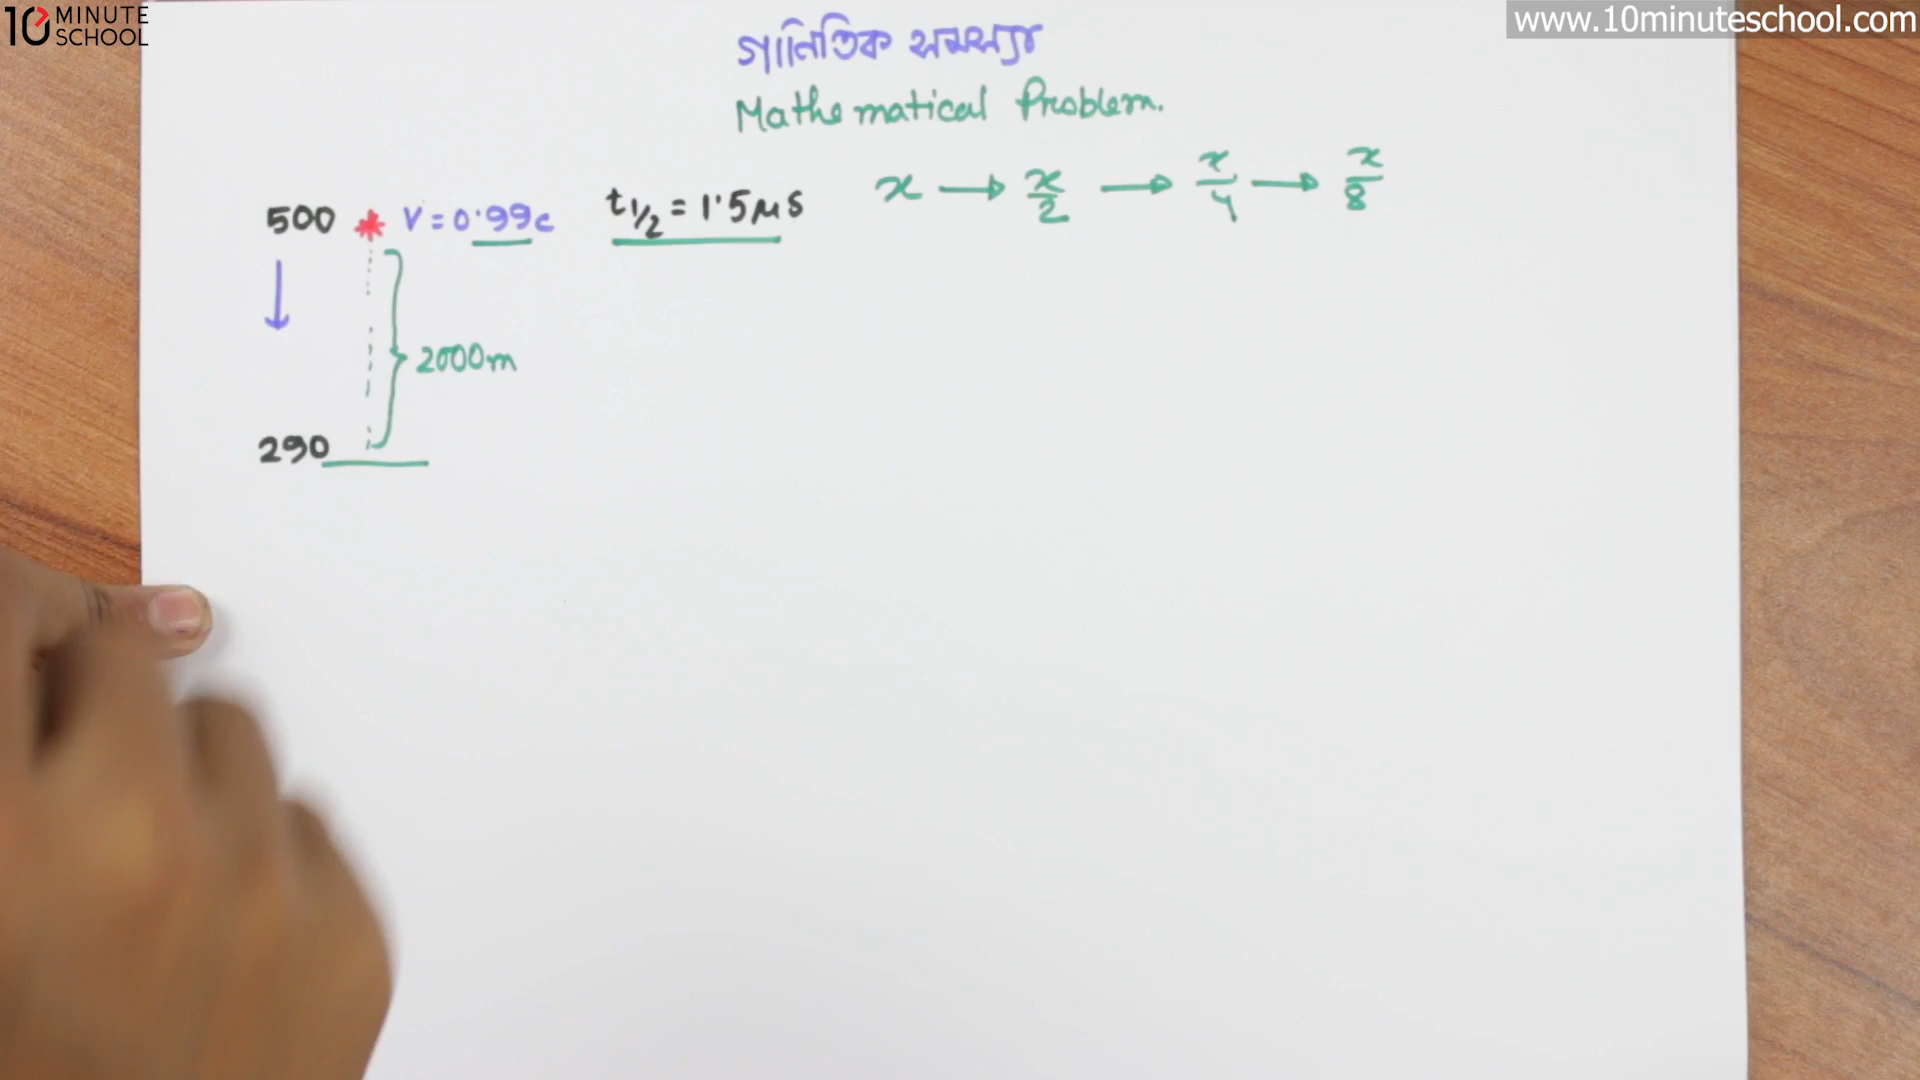 10 MINUTE SCHOOL
www.10minuteschool.com
গানিতিক সমস্যা
Mathematical Problem.
x → x/2 → x/4 → x/8
500 * V = 0.99c t1/2 = 1.5μs
2000m
290